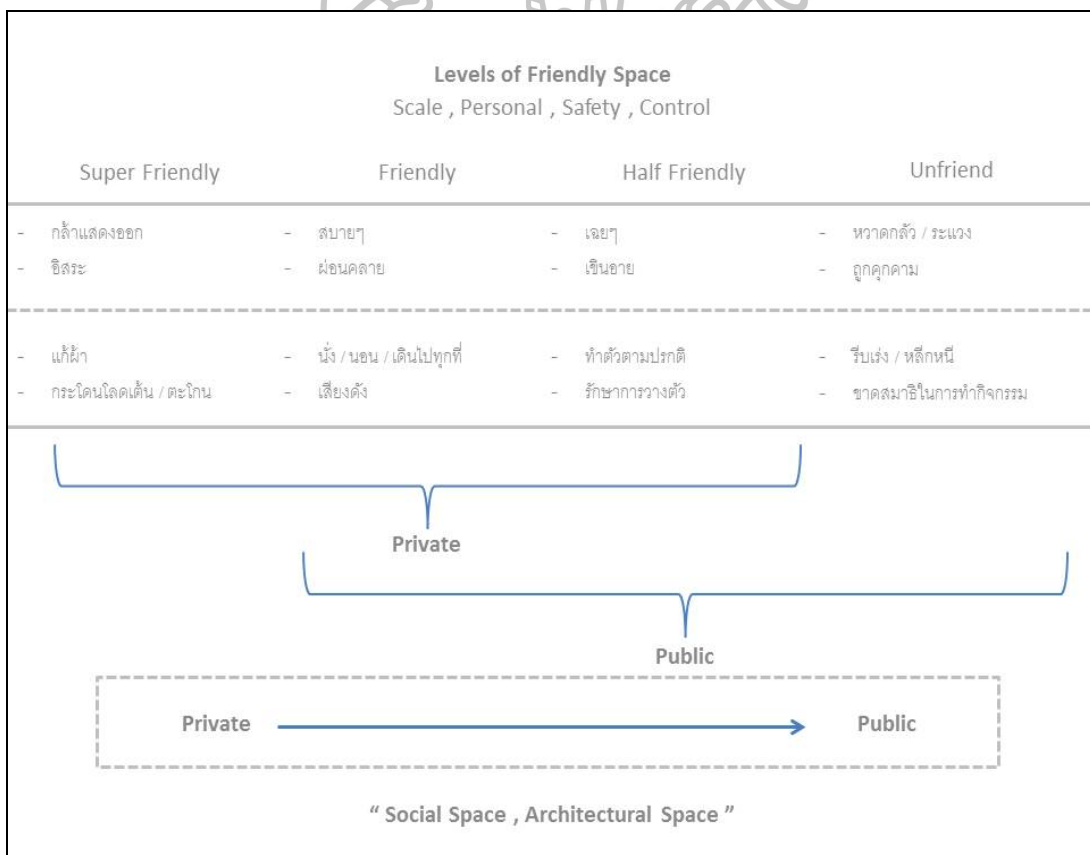 Levels of Friendly Space
Scale , Personal , Safety , Control
Super Friendly Friendly Half Friendly Unfriend
- กล้าแสดงออก - สบายๆ - เฉยๆ - หวาดกลัว / ระแวง
- อิสระ - ผ่อนคลาย - เขินอาย - ถูกคุกคาม
- แก้ผ้า - นั่ง / นอน / เดินไปทุกที่ - ทำตัวตามปรกติ - รีบเร่ง / หลีกหนี
- กระโดนโลดเต้น / ตะโกน - เสียงดัง - รักษาการวางตัว - ขาดสมาธิในการทำกิจกรรม
Private
Public
Private Public
“ Social Space , Architectural Space ”